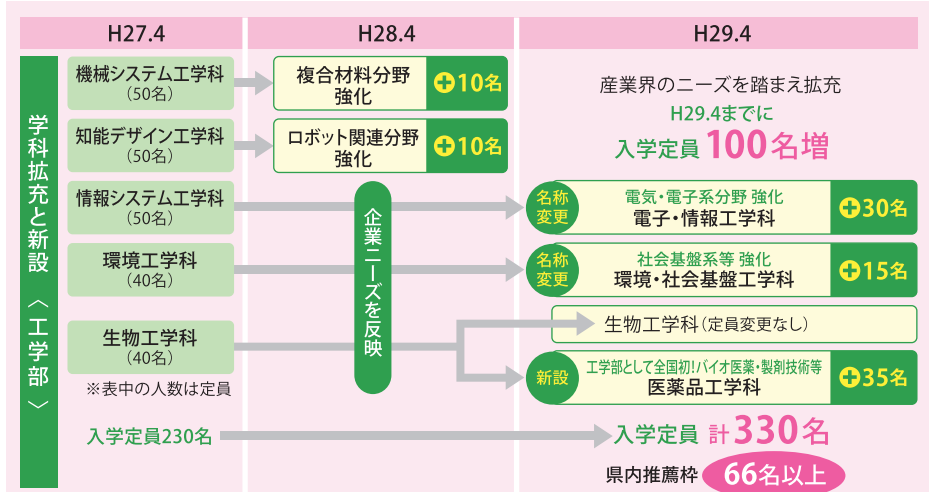 H27.4
H28.4
H29.4
学科拡充と新設〈工学部〉
機械システム工学科
(50名)
複合材料分野
強化
+10名
知能デザイン工学科
(50名)
ロボット関連分野
強化
+10名
産業界のニーズを踏まえ拡充
H29.4までに
入学定員 100名増
情報システム工学科
(50名)
企業ニーズを反映
名称
変更
電気・電子系分野 強化
電子・情報工学科
+30名
環境工学科
(40名)
名称
変更
社会基盤系等 強化
環境・社会基盤工学科
+15名
生物工学科
(40名)
生物工学科(定員変更なし)
新設
工学部として全国初!バイオ医薬・製剤技術等
医薬品工学科
+35名
※表中の人数は定員
入学定員230名
入学定員 計330名
県内推薦枠 66名以上